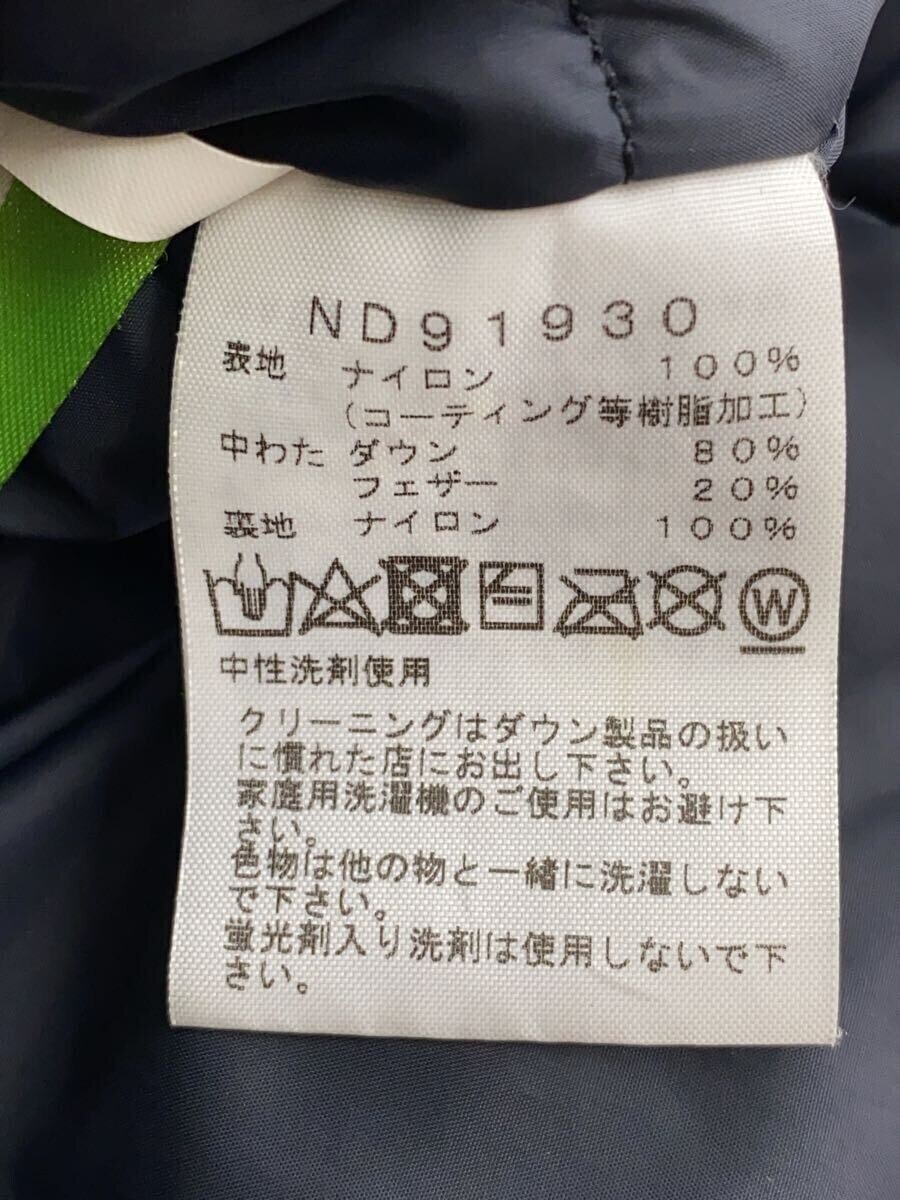 ND91930
表地 ナイロン 100%
(コーティング等樹脂加工)
中わた ダウン 80%
フェザー 20%
裏地 ナイロン 100%
W
中性洗剤使用
クリーニングはダウン製品の扱い
に慣れた店にお出し下さい。
家庭用洗濯機のご使用はお避け下
さい。
色物は他の物と一緒に洗濯しない
で下さい。
蛍光剤入り洗剤は使用しないで下
さい。